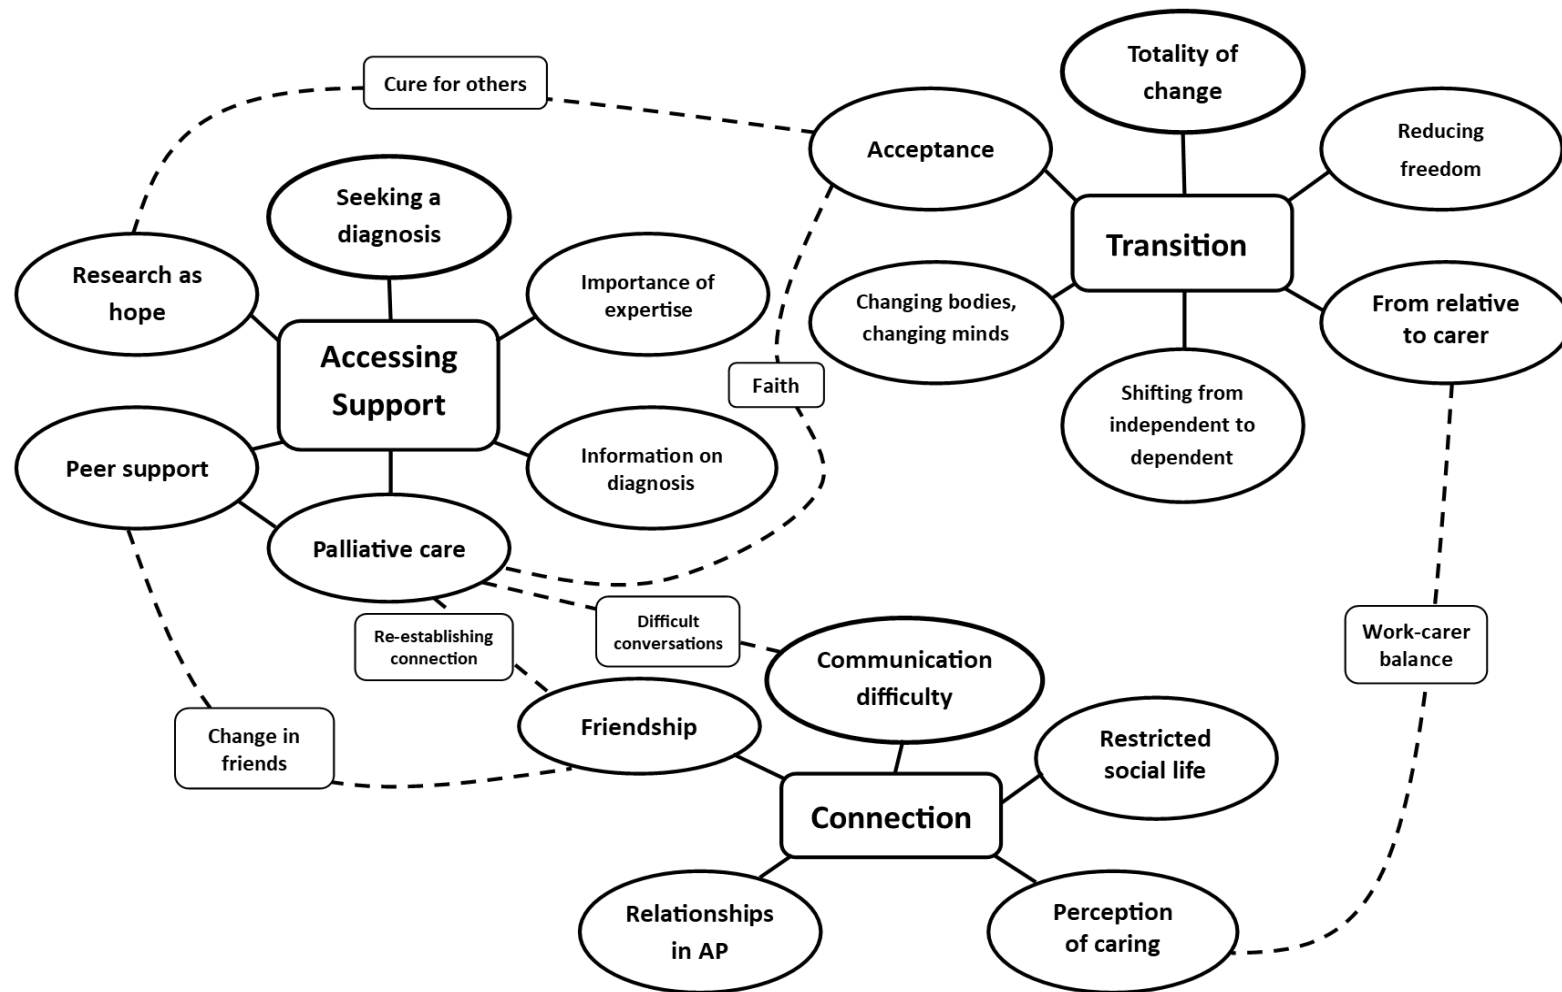 Totality of
change
Cure for others
Acceptance
Reducing
freedom
Seeking a
diagnosis
Transition
Research as
hope
Importance of
expertise
Changing bodies,
changing minds
From relative
to carer
Accessing
Support
Faith
Shifting from
independent to
dependent
Peer support
Information on
diagnosis
Palliative care
Re-establishing
connection
Difficult
conversations
Communication
difficulty
Work-carer
balance
Friendship
Change in
friends
Restricted
social life
Connection
Relationships
in AP
Perception
of caring